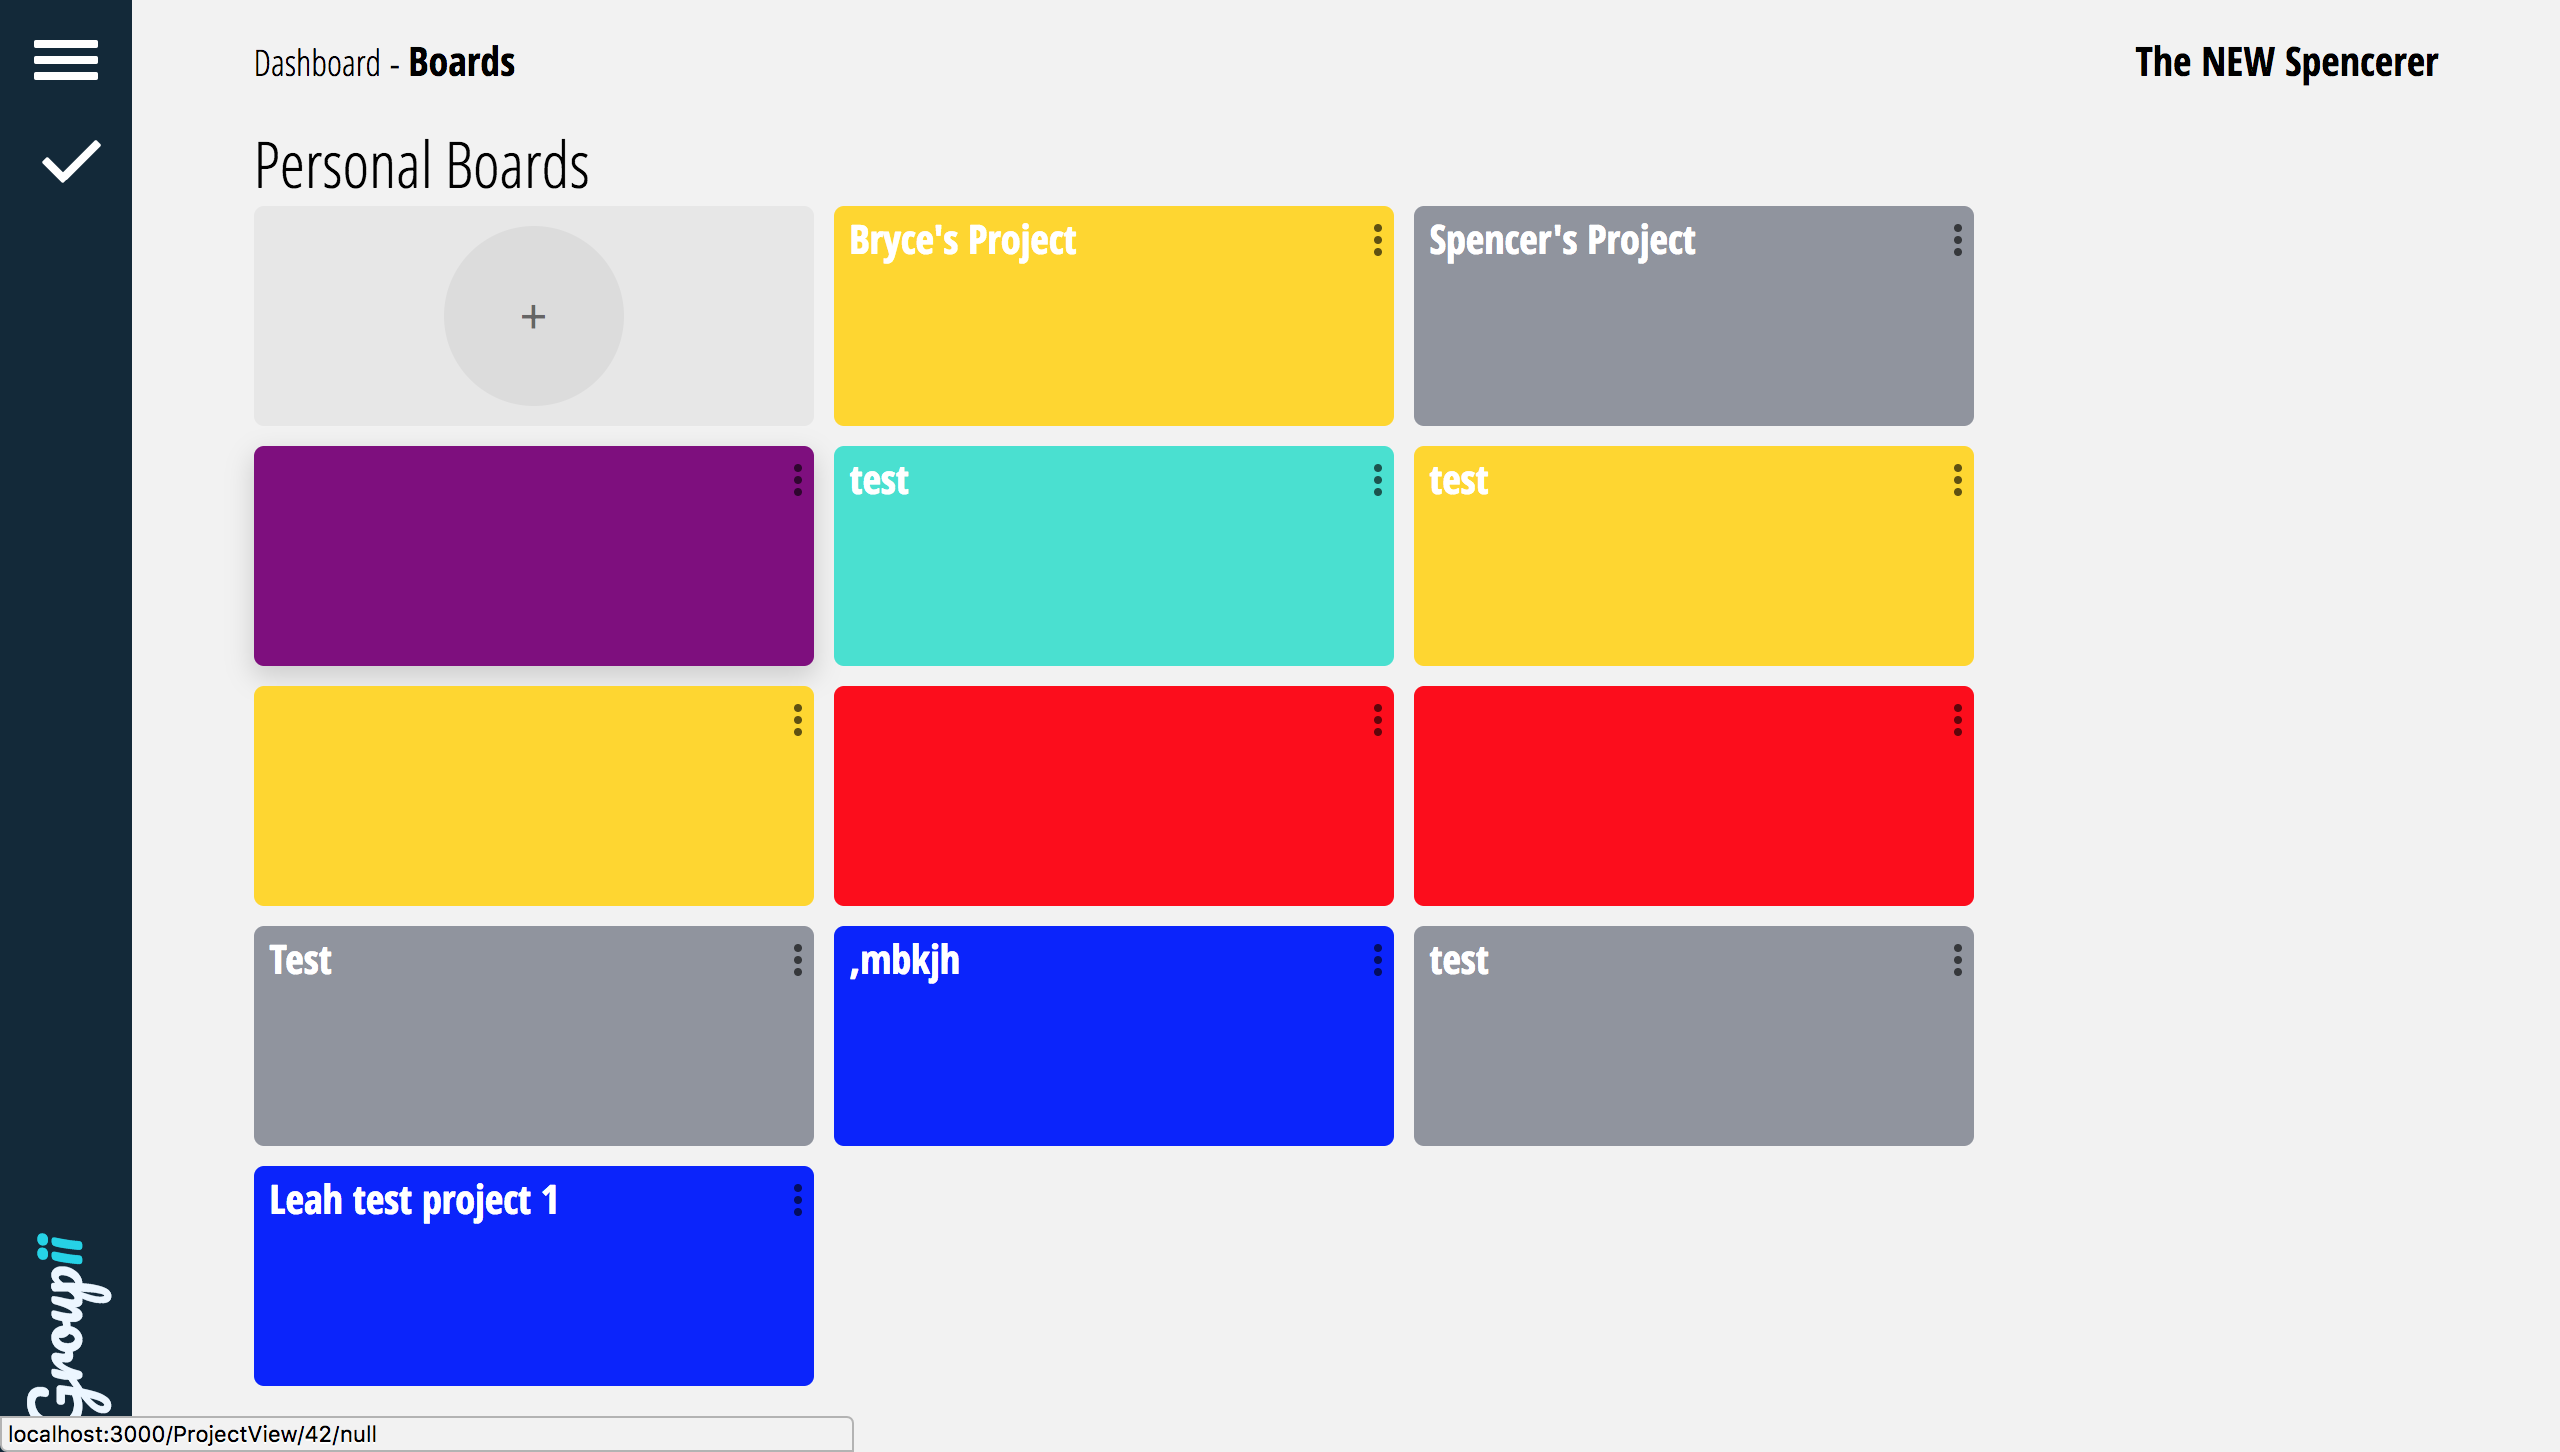 Dashboard - Boards
The NEW Spencerer
Personal Boards
+
Bryce's Project
Spencer's Project
test
test
Test
,mbkjh
test
Leah test project 1
Groupii
localhost:3000/ProjectView/42/null